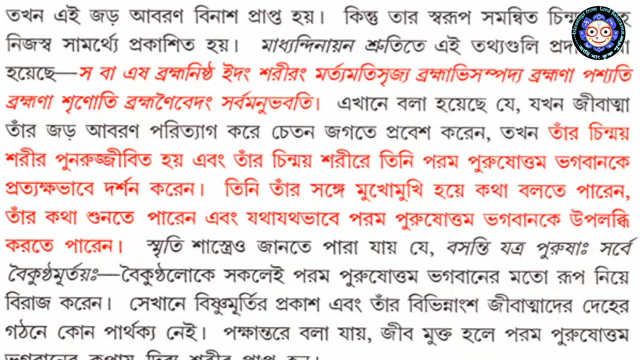 তখন এই জড় আবরণ বিনাশ প্রাপ্ত হয়। কিন্তু তার স্বরূপ সমন্বিত চিন্ময়
নিজস্ব সামর্থ্যে প্রকাশিত হয়। মাধ্যন্দিনায়ন শ্রুতিতে এই তথ্যগুলি
হয়েছে—স বা এষ ব্রহ্মনিষ্ঠ ইদং শরীরং মর্ত্যমতিসৃজ্য ব্রহ্মাভিসম্পদ্য ব্রহ্মণা পশ্যতি
ব্রহ্মণা শৃণোতি ব্রহ্মণৈবেদং সর্বমনুভবতি। এখানে বলা হয়েছে যে, যখন জীবাত্মা
তাঁর জড় আবরণ পরিত্যাগ করে চেতন জগতে প্রবেশ করেন, তখন তাঁর চিন্ময়
শরীর পুনরুজ্জীবিত হয় এবং তাঁর চিন্ময় শরীরে তিনি পরম পুরুষোত্তম ভগবানকে
প্রত্যক্ষভাবে দর্শন করেন। তিনি তাঁর সঙ্গে মুখোমুখি হয়ে কথা বলতে পারেন,
তাঁর কথা শুনতে পারেন এবং যথাযথভাবে পরম পুরুষোত্তম ভগবানকে উপলব্ধি
করতে পারেন। স্মৃতি শাস্ত্রেও জানতে পারা যায় যে, বসন্তি যত্র পুরুষাঃ সর্বে
বৈকুণ্ঠমূর্তয়ঃ—বৈকুণ্ঠলোকে সকলেই পরম পুরুষোত্তম ভগবানের মতো রূপ নিয়ে
বিরাজ করেন। সেখানে বিষ্ণুমূর্তির প্রকাশ এবং তাঁর বিভিন্নাংশ জীবাত্মাদের দেহের
গঠনে কোন পার্থক্য নেই। পক্ষান্তরে বলা যায়, জীব মুক্ত হলে পরম পুরুষোত্তম
ভগবানের কৃপায় দিব্য শরীর প্রাপ্ত হন।